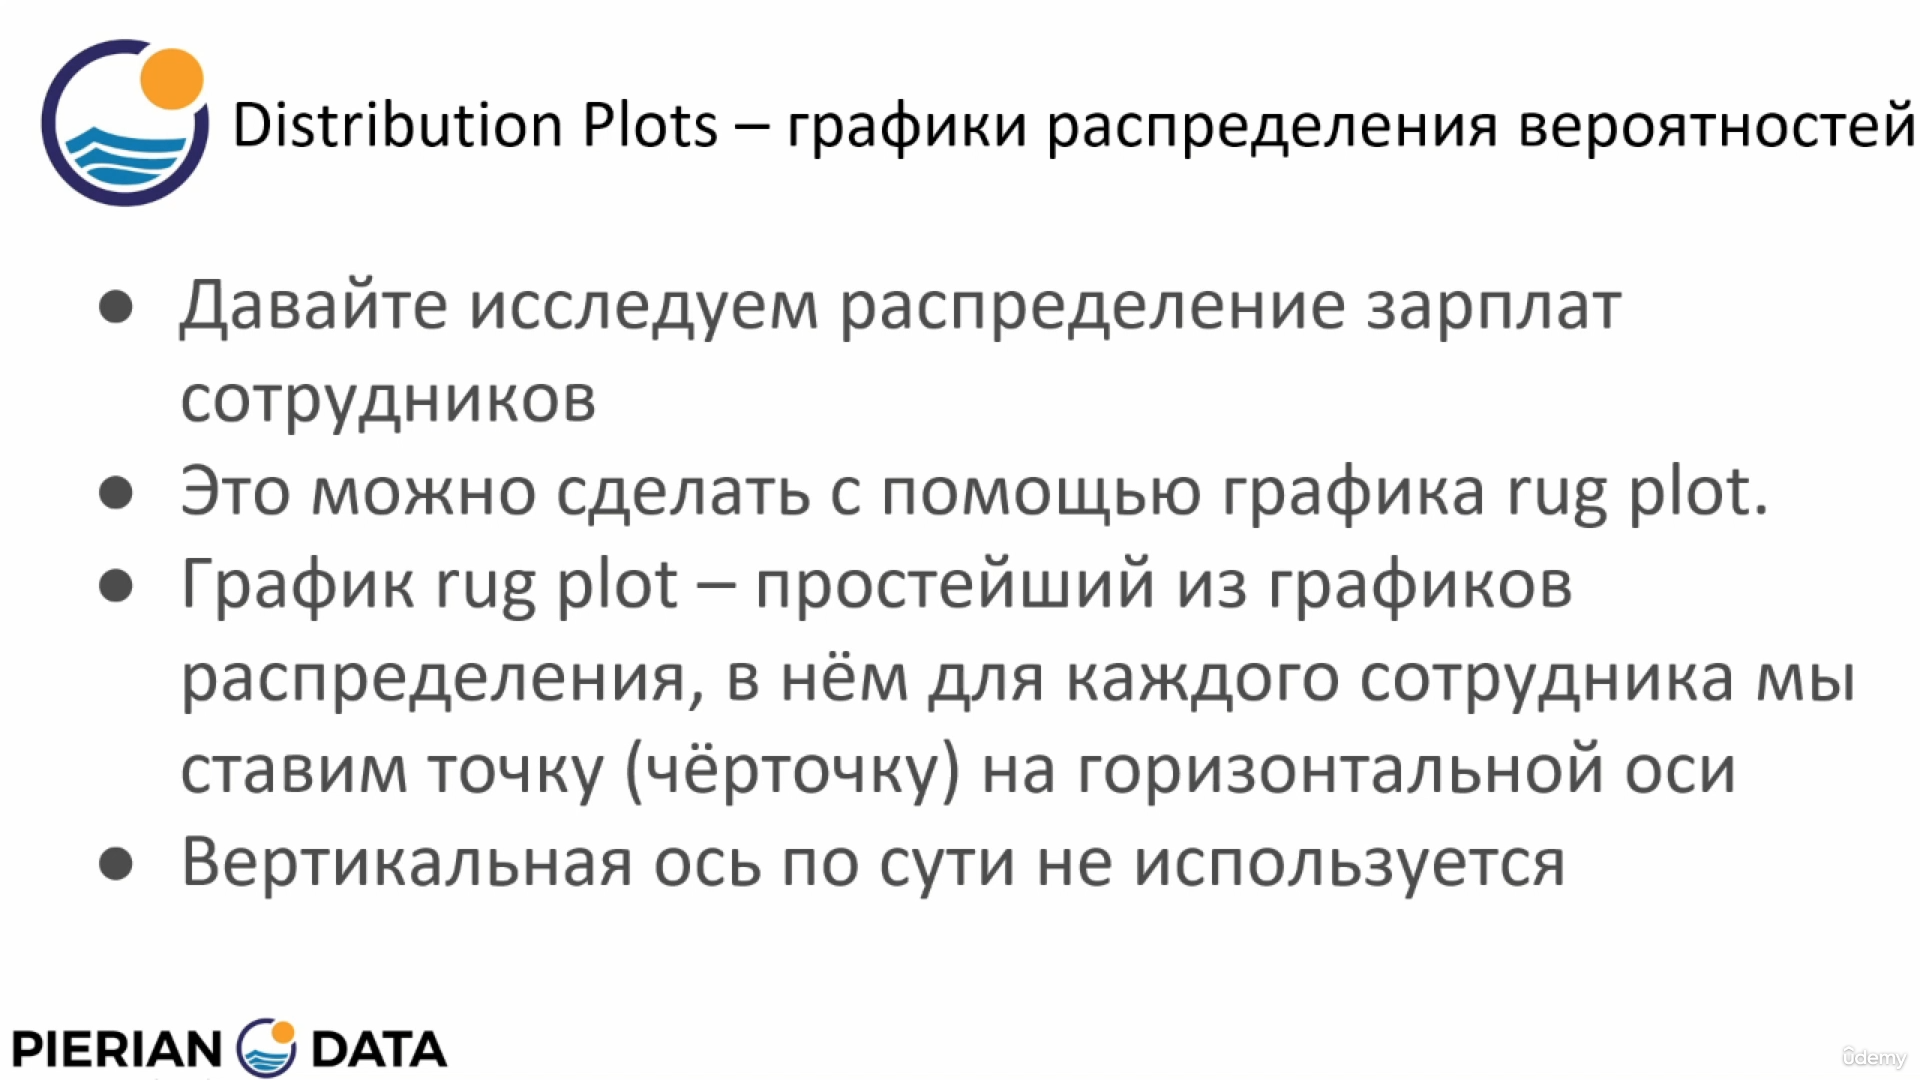 Distribution Plots – графики распределения вероятностей
● Давайте исследуем распределение зарплат
сотрудников
● Это можно сделать с помощью графика rug plot.
● График rug plot – простейший из графиков
распределения, в нём для каждого сотрудника мы
ставим точку (чёрточку) на горизонтальной оси
● Вертикальная ось по сути не используется
PIERIAN DATA
ûdemy